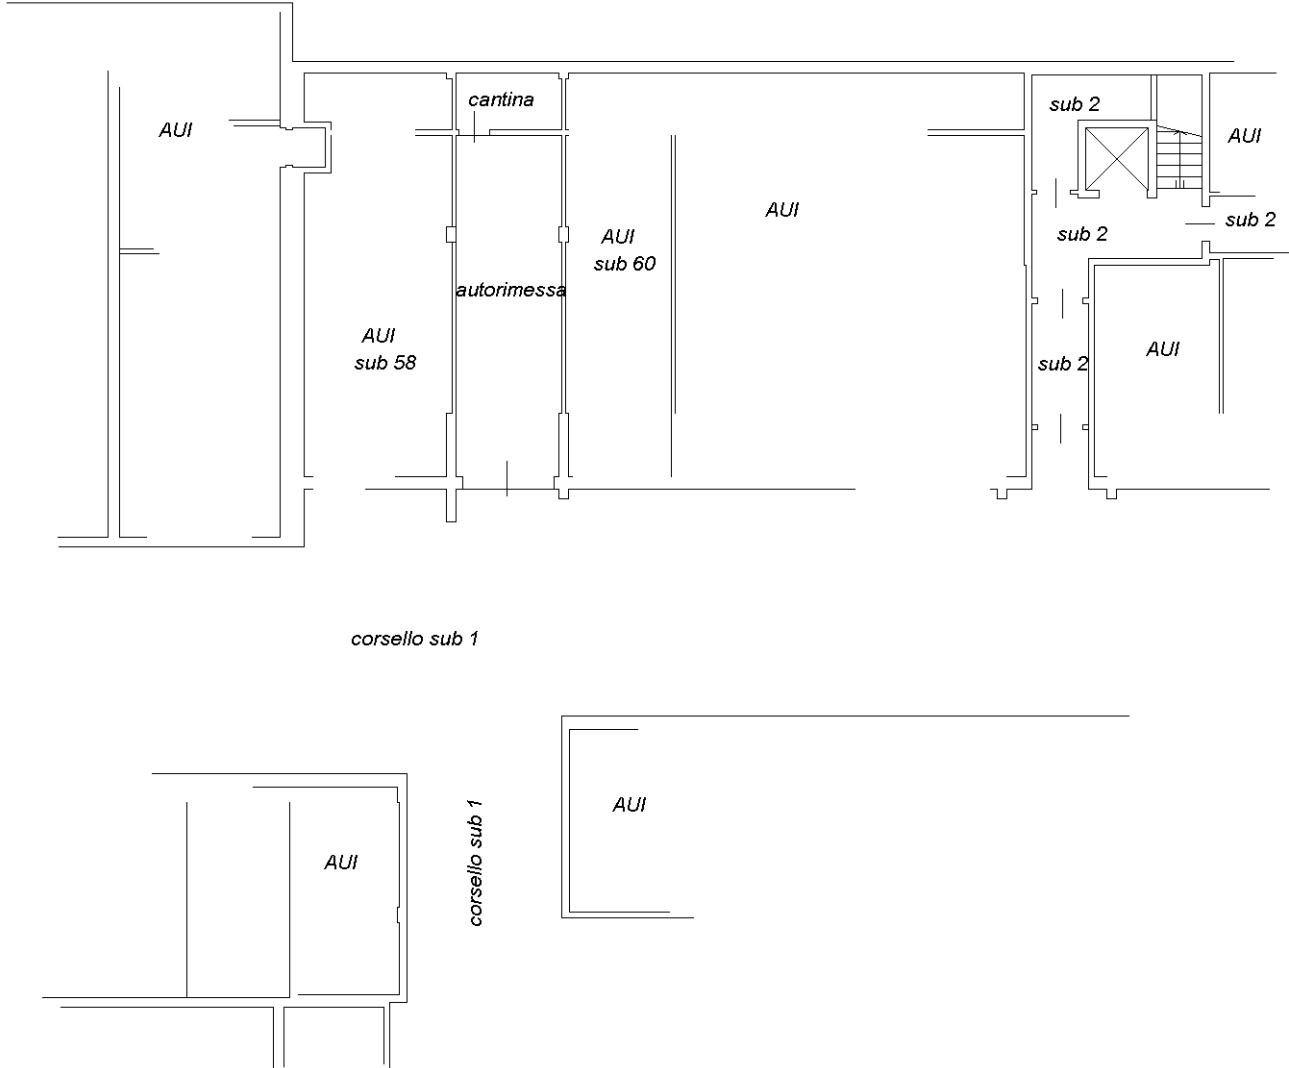 cantina
sub 2
AUI
AUI
AUI
sub 2
AUI
sub 60
sub 2
autorimessa
AUI
sub 58
AUI
sub 2
corsello sub 1
AUI
corsello sub 1
AUI